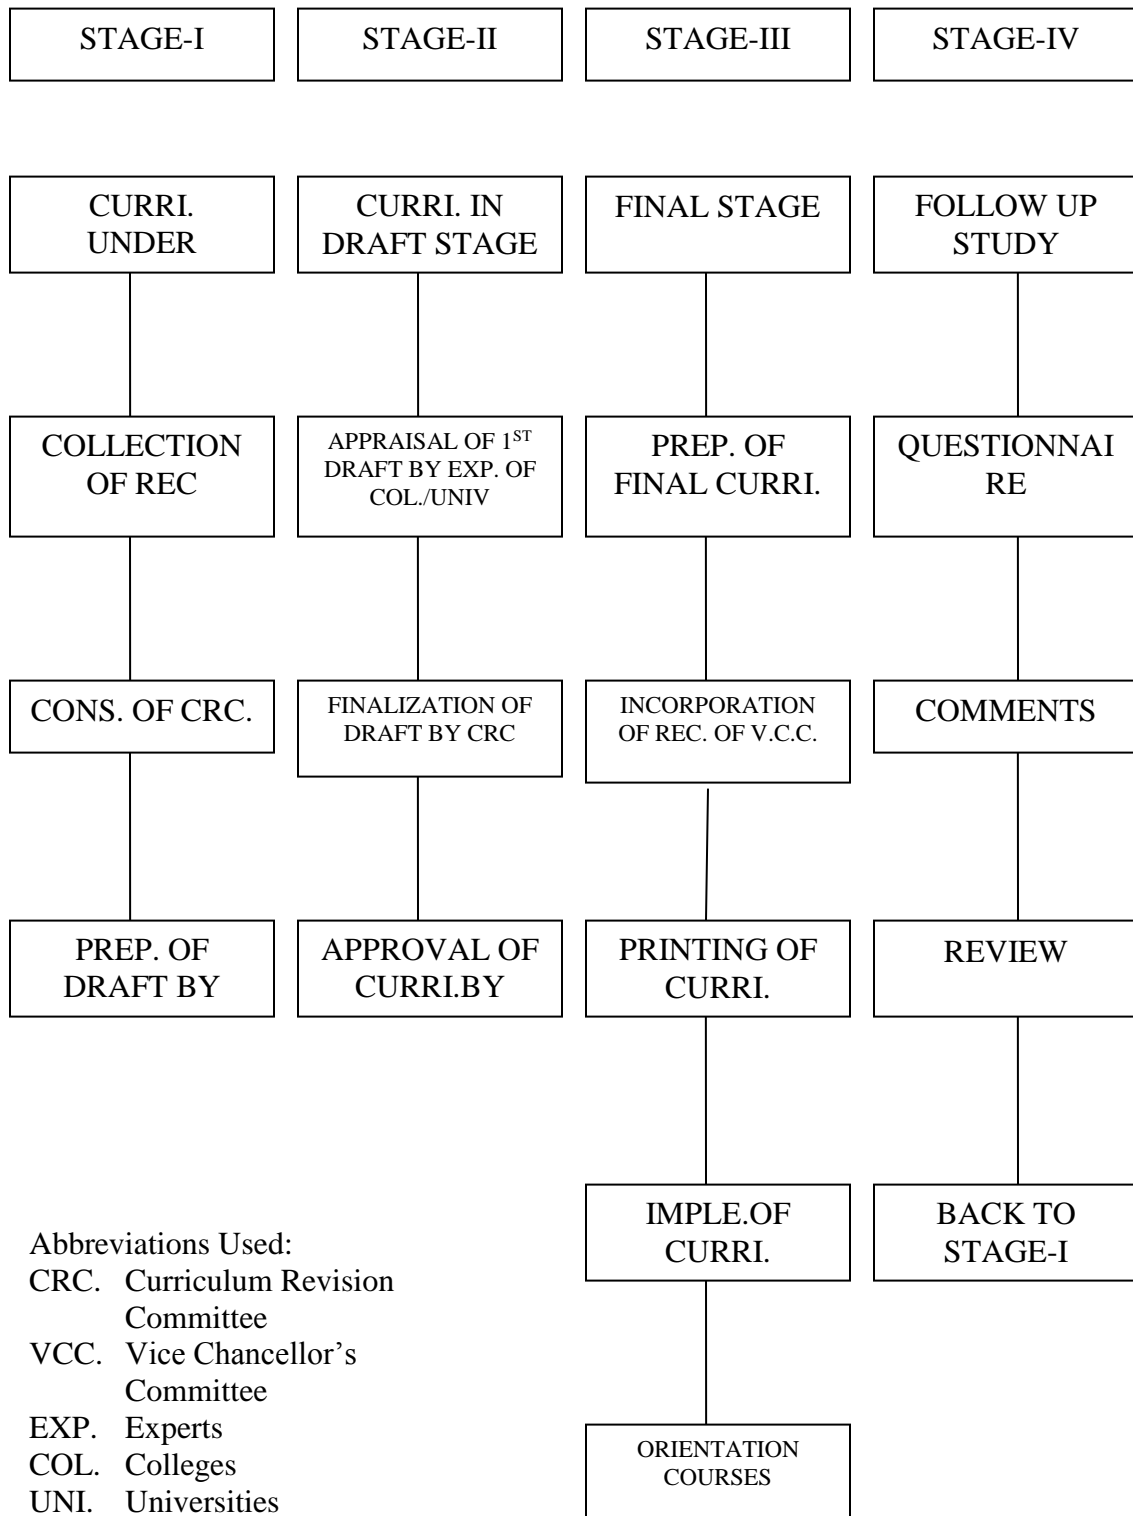 STAGE-I
STAGE-II
STAGE-III
STAGE-IV
CURRI.
UNDER
CURRI. IN
DRAFT STAGE
FINAL STAGE
FOLLOW UP
STUDY
COLLECTION
OF REC
APPRAISAL OF 1ST
DRAFT BY EXP. OF
COL./UNIV
PREP. OF
FINAL CURRI.
QUESTIONNAI
RE
CONS. OF CRC.
FINALIZATION OF
DRAFT BY CRC
INCORPORATION
OF REC. OF V.C.C.
COMMENTS
PREP. OF
DRAFT BY
APPROVAL OF
CURRI.BY
PRINTING OF
CURRI.
REVIEW
IMPLE.OF
CURRI.
BACK TO
STAGE-I
Abbreviations Used:
CRC. Curriculum Revision
Committee
VCC. Vice Chancellor’s
Committee
EXP. Experts
COL. Colleges
UNI. Universities
ORIENTATION
COURSES